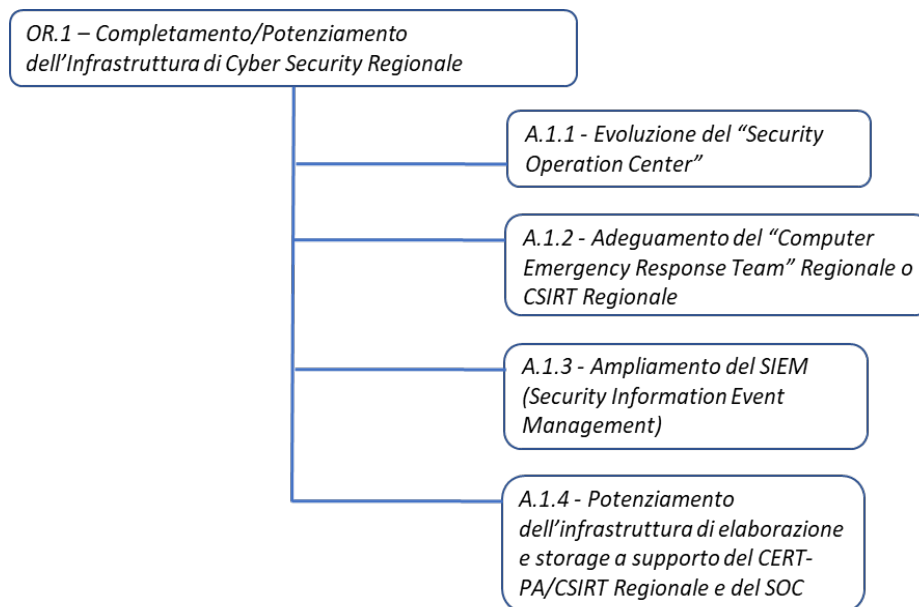 OR.1 – Completamento/Potenziamento
dell'Infrastruttura di Cyber Security Regionale
A.1.1 - Evoluzione del “Security
Operation Center”
A.1.2 - Adeguamento del “Computer
Emergency Response Team” Regionale o
CSIRT Regionale
A.1.3 - Ampliamento del SIEM
(Security Information Event
Management)
A.1.4 - Potenziamento
dell'infrastruttura di elaborazione
e storage a supporto del CERT-
PA/CSIRT Regionale e del SOC